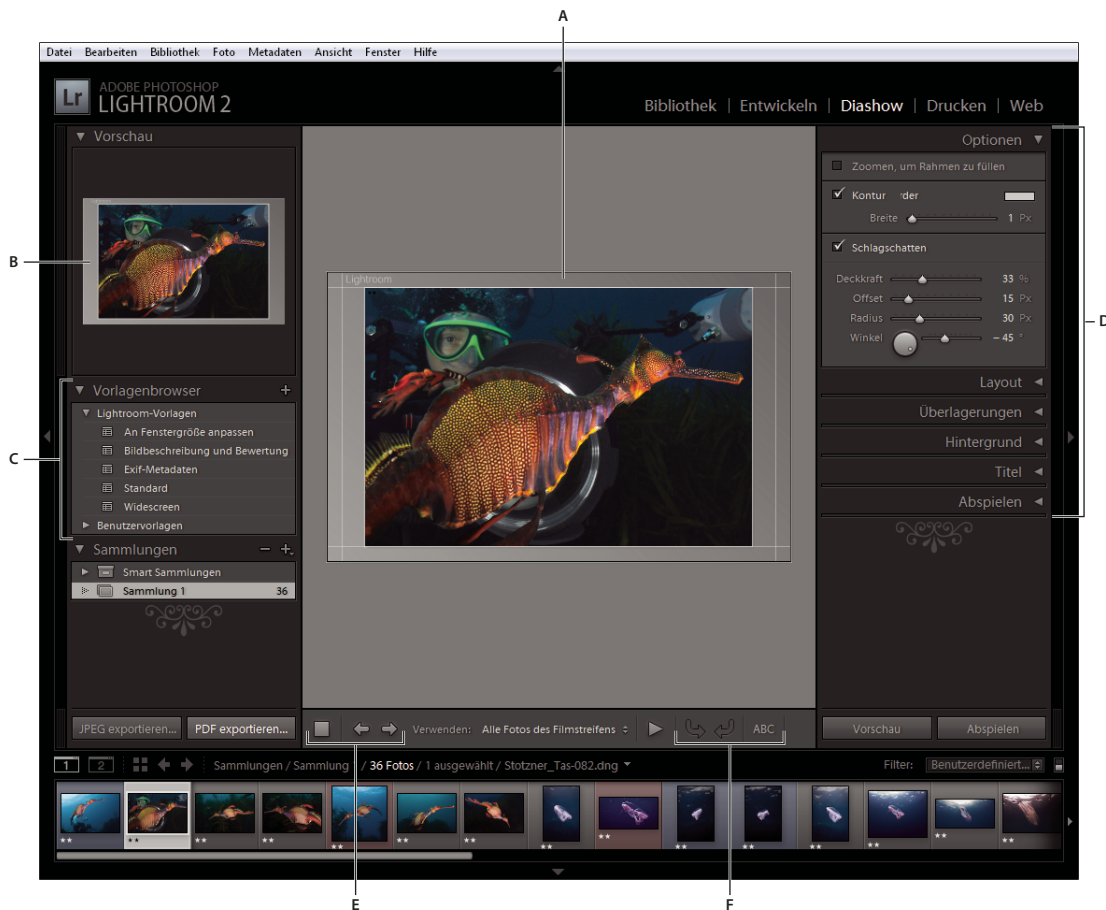 A
Datei Bearbeiten Bibliothek Foto Metadaten Ansicht Fenster Hilfe
Lr
ADOBE PHOTOSHOP
LIGHTROOM 2
Bibliothek | Entwickeln | Diashow | Drucken | Web
Vorschau
B
C
Vorlagenbrowser
Lightroom-Vorlagen
An Fenstergröße anpassen
Bildbeschreibung und Bewertung
Exif-Metadaten
Standard
Widescreen
Benutzervorlagen
Sammlungen
Smart Sammlungen
Sammlung 1 36
JPEG exportieren...
PDF exportieren...
Lightroom
Optionen
Zoomen, um Rahmen zu füllen
Kontur der
Breite 1 Px
Schlagschatten
Deckkraft 33 %
Offset 15 Px
Radius 30 Px
Winkel – 45 °
D
Layout
Überlagerungen
Hintergrund
Titel
Abspielen
Verwenden: Alle Fotos des Filmstreifens
ABC
Vorschau
Abspielen
1 2
Sammlungen / Sammlung 1 / 36 Fotos / 1 ausgewählt / Stotzner_Tas-082.dng
Filter: Benutzerdefiniert...
E
F